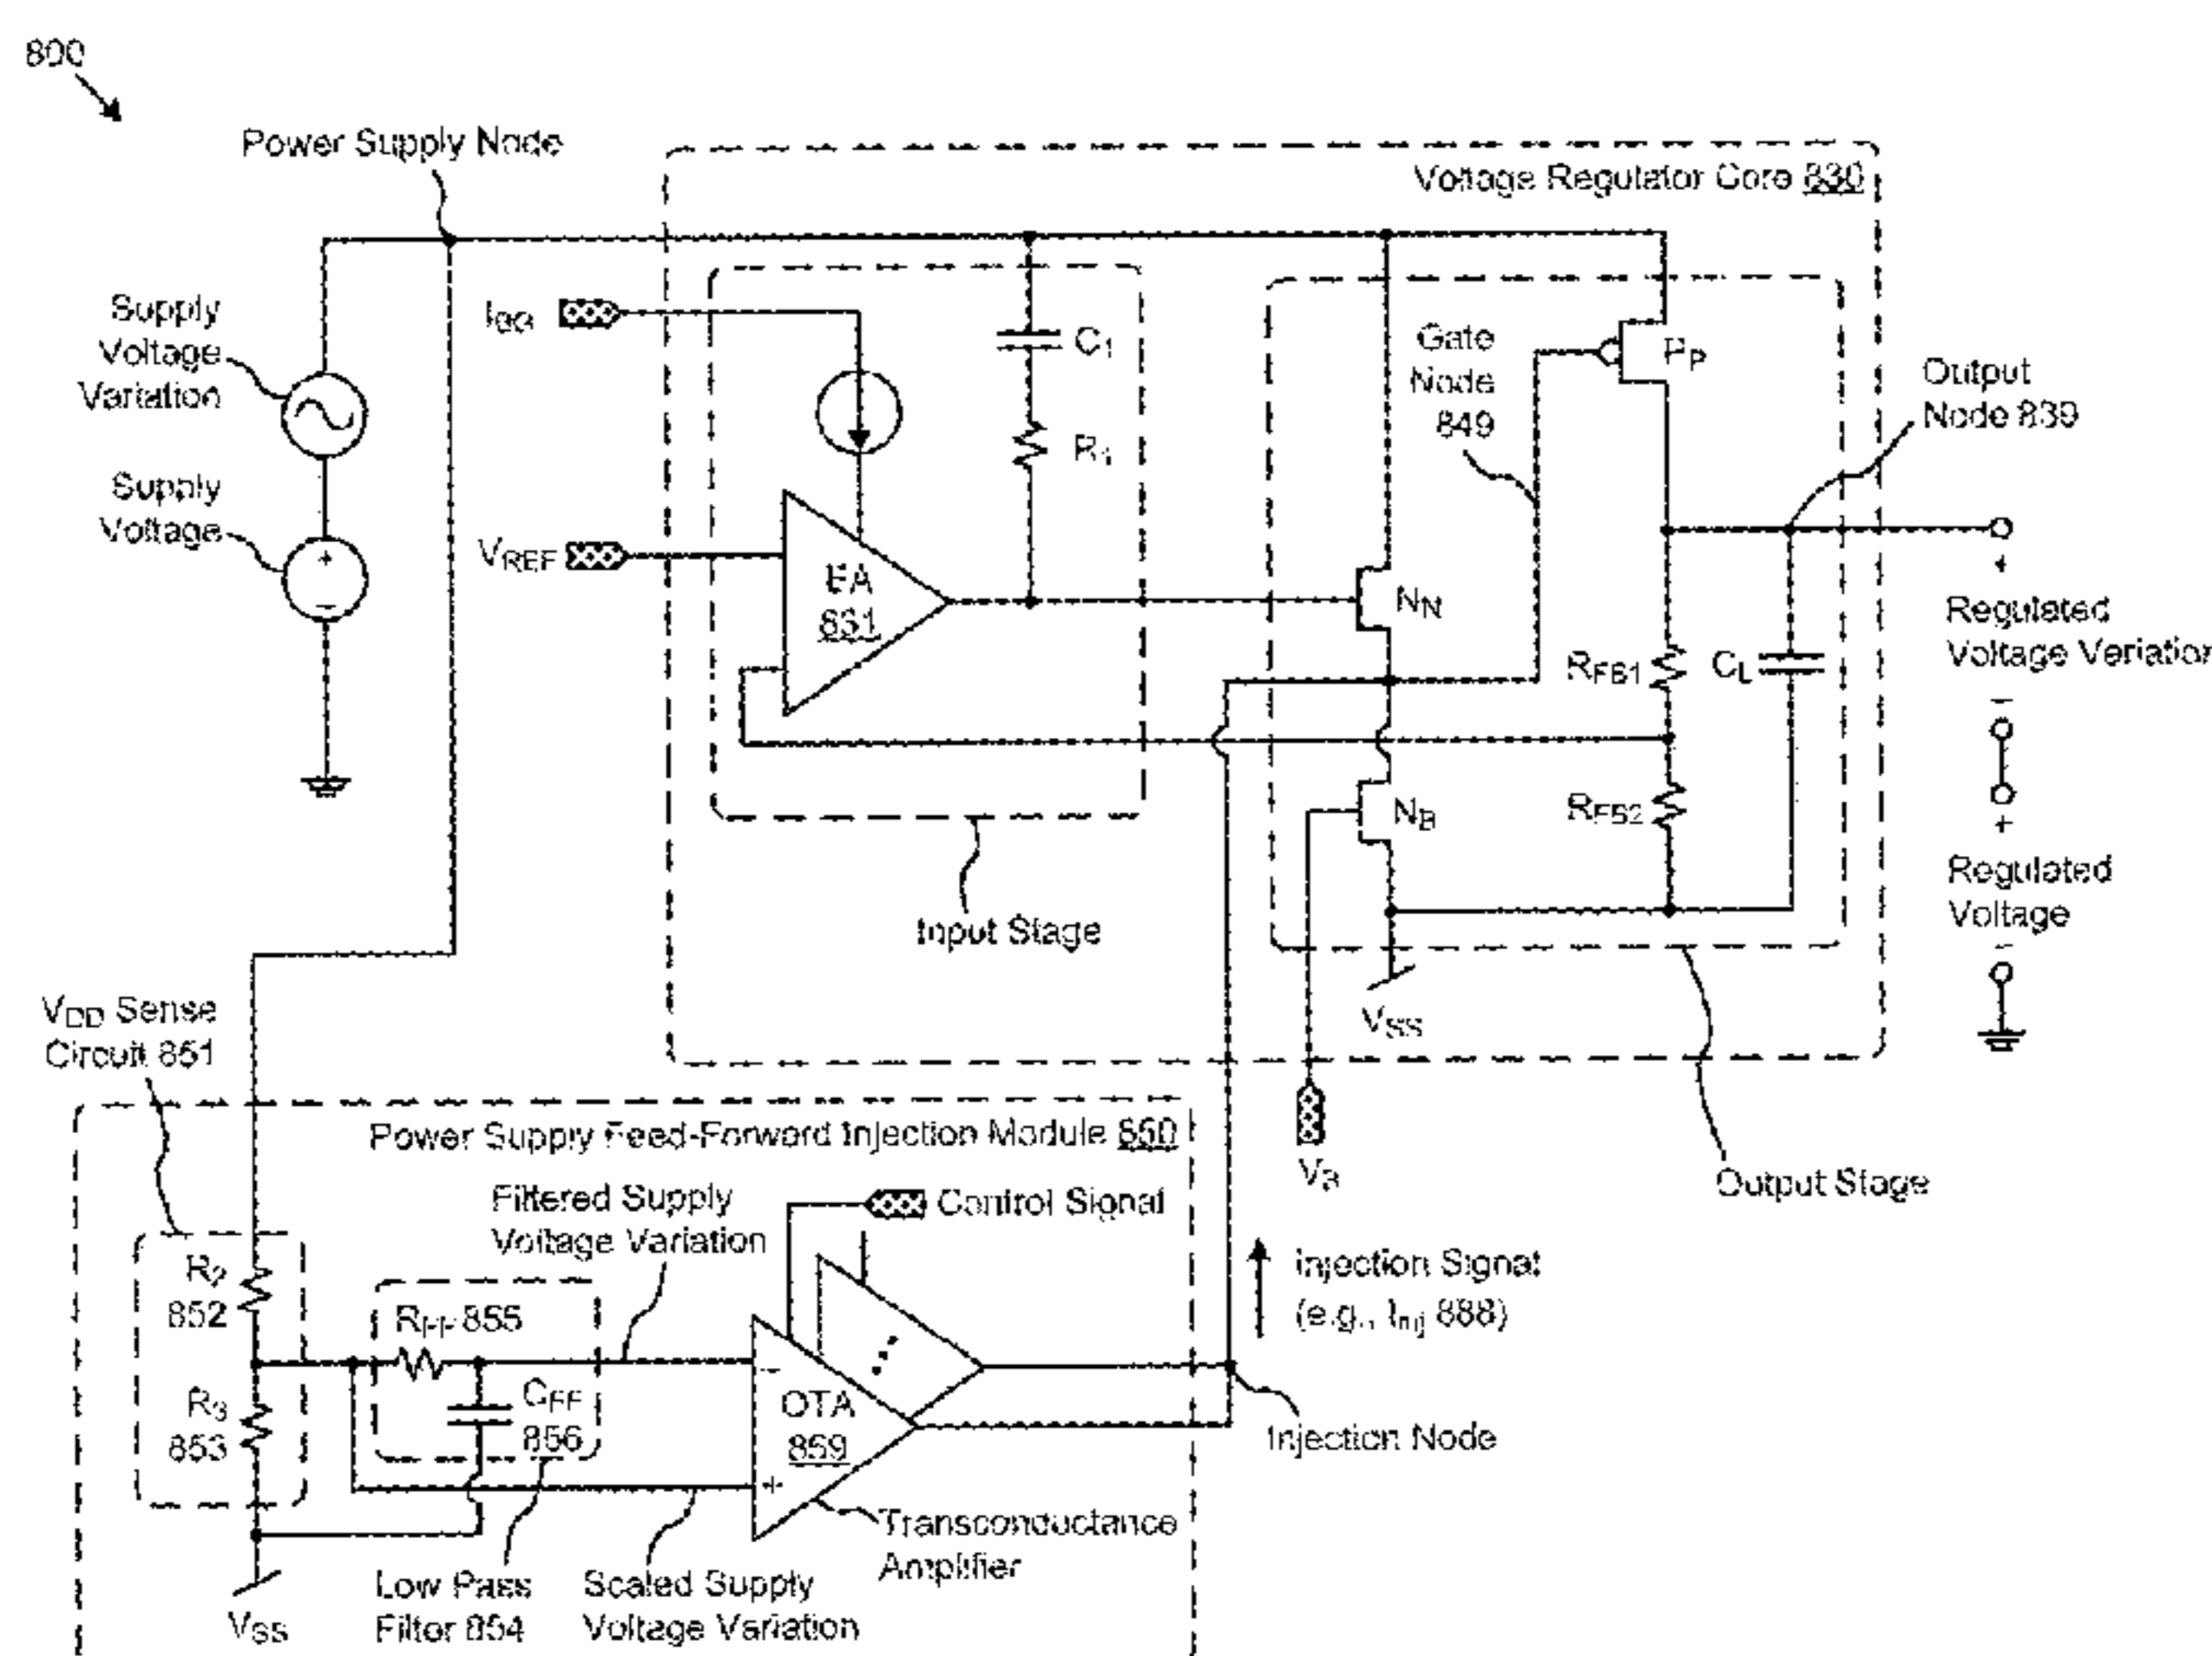 800
Power Supply Node
Voltage Regulator Core 830
Supply
Voltage
Variation
Supply
Voltage
IBG
C1
R1
VREF
EA
831
Gate
Node
849
PP
Output
Node 839
NN
RFB1
CL
Regulated
Voltage Variation
−
+
Regulated
Voltage
−
NB
RFB2
VSS
Input Stage
VB
Output Stage
VDD Sense
Circuit 851
Power Supply Feed-Forward Injection Module 850
Filtered Supply
Voltage Variation
Control Signal
R2
852
RFF 855
R3
853
CFF
856
OTA
859
−
+
Injection Signal
(e.g., Iinj 888)
Injection Node
Transconductance
Amplifier
Low Pass
Filter 854
Scaled Supply
Voltage Variation
VSS